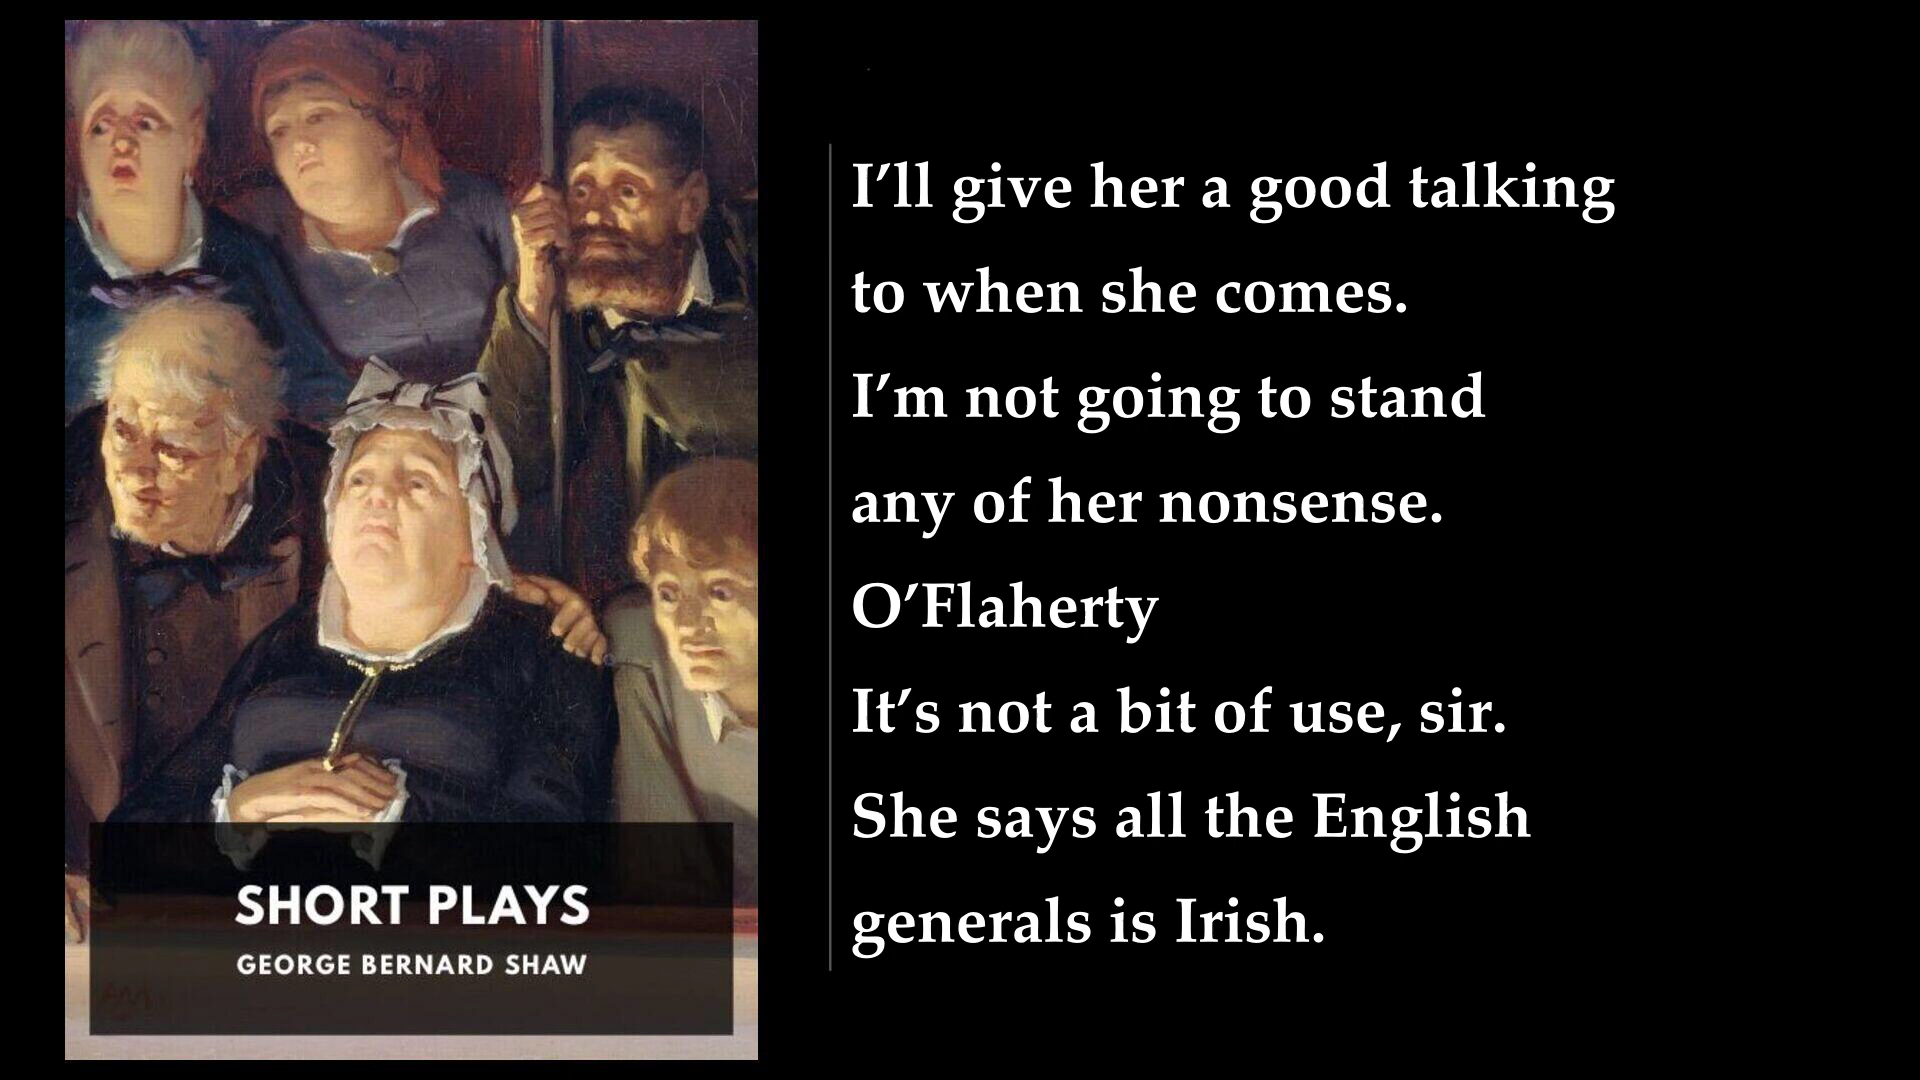 I’ll give her a good talking
to when she comes.
I’m not going to stand
any of her nonsense.
O’Flaherty
It’s not a bit of use, sir.
She says all the English
generals is Irish.
SHORT PLAYS
GEORGE BERNARD SHAW